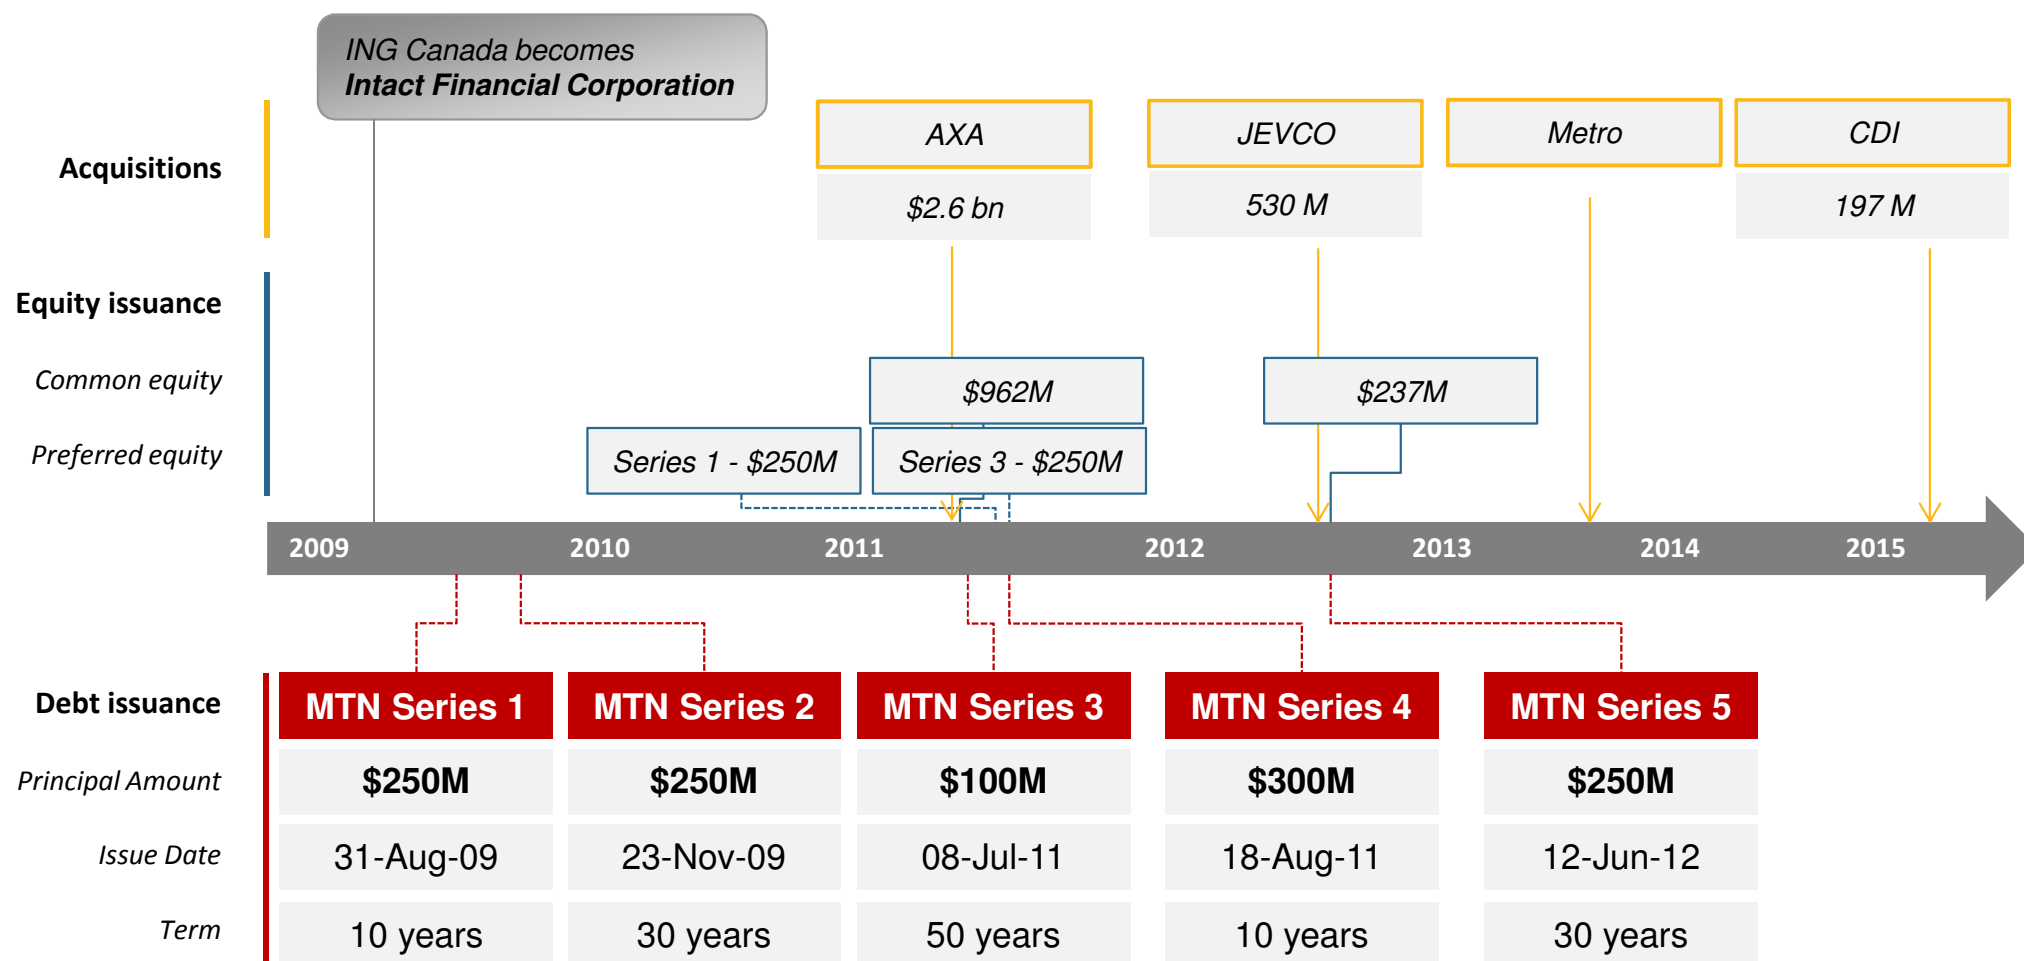 ING Canada becomes
Intact Financial Corporation
Acquisitions
AXA
JEVCO
Metro
CDI
$2.6 bn
530 M
197 M
Equity issuance
Common equity
$962M
$237M
Preferred equity
Series 1 - $250M
Series 3 - $250M
2009
2010
2011
2012
2013
2014
2015
Debt issuance
MTN Series 1
MTN Series 2
MTN Series 3
MTN Series 4
MTN Series 5
Principal Amount
$250M
$250M
$100M
$300M
$250M
Issue Date
31-Aug-09
23-Nov-09
08-Jul-11
18-Aug-11
12-Jun-12
Term
10 years
30 years
50 years
10 years
30 years